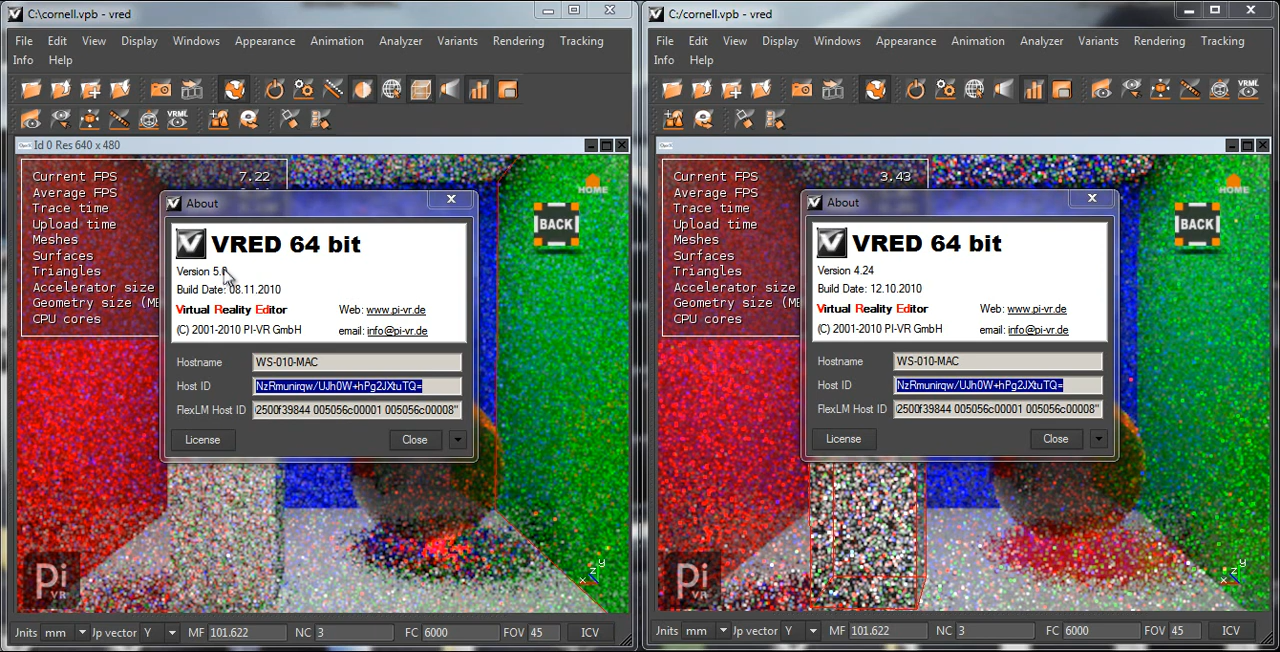 C:\cornell.vpb - vred
File Edit View Display Windows Appearance Animation Analyzer Variants Rendering Tracking
Info Help
VRML
Id 0 Res 640 x 480
Current FPS 7.22
Average FPS
Trace time
Upload time
Meshes
Surfaces
Triangles
Accelerator size
Geometry size (ME
CPU cores
HOME
BACK
About
VRED 64 bit
Version 5.
Build Date: 08.11.2010
Virtual Reality Editor Web: www.pi-vr.de
(C) 2001-2010 PI-VR GmbH email: info@pi-vr.de
Hostname WS-010-MAC
Host ID NzRmunirqw/UJh0W+hPg2JXtuTQ=
FlexLM Host ID 2500f39844 005056c00001 005056c00008"
License Close
pi
VR
Jnits mm Jp vector Y MF 101.622 NC 3 FC 6000 FOV 45 ICV
C:/cornell.vpb - vred
File Edit View Display Windows Appearance Animation Analyzer Variants Rendering Tracking
Info Help
VRML
Current FPS 3.43
Average FPS
Trace time
Upload time
Meshes
Surfaces
Triangles
Accelerator size
Geometry size (ME
CPU cores
HOME
BACK
About
VRED 64 bit
Version 4.24
Build Date: 12.10.2010
Virtual Reality Editor Web: www.pi-vr.de
(C) 2001-2010 PI-VR GmbH email: info@pi-vr.de
Hostname WS-010-MAC
Host ID NzRmunirqw/UJh0W+hPg2JXtuTQ=
FlexLM Host ID 2500f39844 005056c00001 005056c00008"
License Close
pi
VR
Units mm Jp vector Y MF 101.622 NC 3 FC 6000 FOV 45 ICV